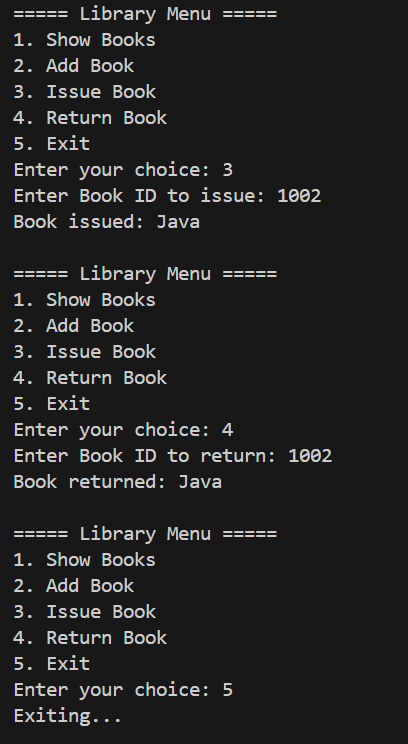 ===== Library Menu =====
1. Show Books
2. Add Book
3. Issue Book
4. Return Book
5. Exit
Enter your choice: 3
Enter Book ID to issue: 1002
Book issued: Java

===== Library Menu =====
1. Show Books
2. Add Book
3. Issue Book
4. Return Book
5. Exit
Enter your choice: 4
Enter Book ID to return: 1002
Book returned: Java

===== Library Menu =====
1. Show Books
2. Add Book
3. Issue Book
4. Return Book
5. Exit
Enter your choice: 5
Exiting...